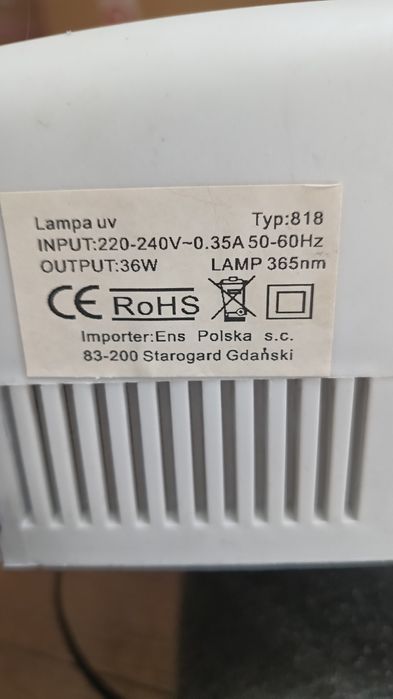 Lampa uv Typ:818
INPUT:220-240V~0.35A 50-60Hz
OUTPUT:36W LAMP 365nm
CE RoHS
Importer:Ens Polska s.c.
83-200 Starogard Gdański